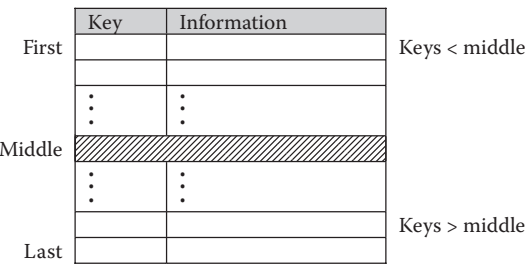 Key Information
First Keys < middle
Middle
Keys > middle
Last